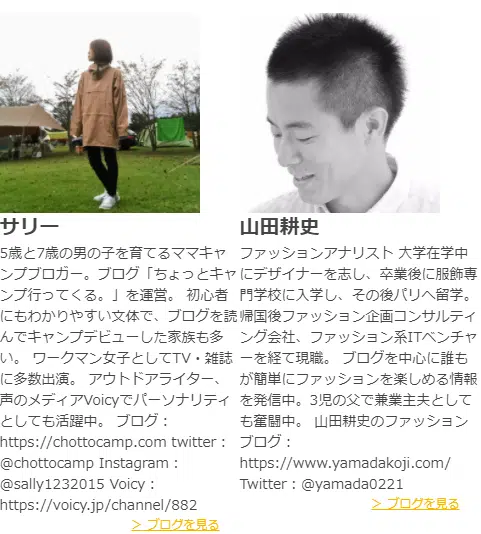 サリー
5歳と7歳の男の子を育てるママキャ
ンプブロガー。ブログ「ちょっとキャ
ンプ行ってくる。」を運営。 初心者
にもわかりやすい文体で、ブログを読
んでキャンプデビューした家族も多
い。 ワークマン女子としてTV・雑誌
に多数出演。 アウトドアライター、
声のメディアVoicyでパーソナリティ
としても活躍中。 ブログ：
https://chottocamp.com twitter：
@chottocamp Instagram：
@sally1232015 Voicy：
https://voicy.jp/channel/882
＞ ブログを見る
山田耕史
ファッションアナリスト 大学在学中
にデザイナーを志し、卒業後に服飾専
門学校に入学し、その後パリへ留学。
帰国後ファッション企画コンサルティ
ング会社、ファッション系ITベンチャ
ーを経て現職。 ブログを中心に誰も
が簡単にファッションを楽しめる情報
を発信中。3児の父で兼業主夫として
も奮闘中。 山田耕史のファッション
ブログ：
https://www.yamadakoji.com/
Twitter：@yamada0221
＞ ブログを見る